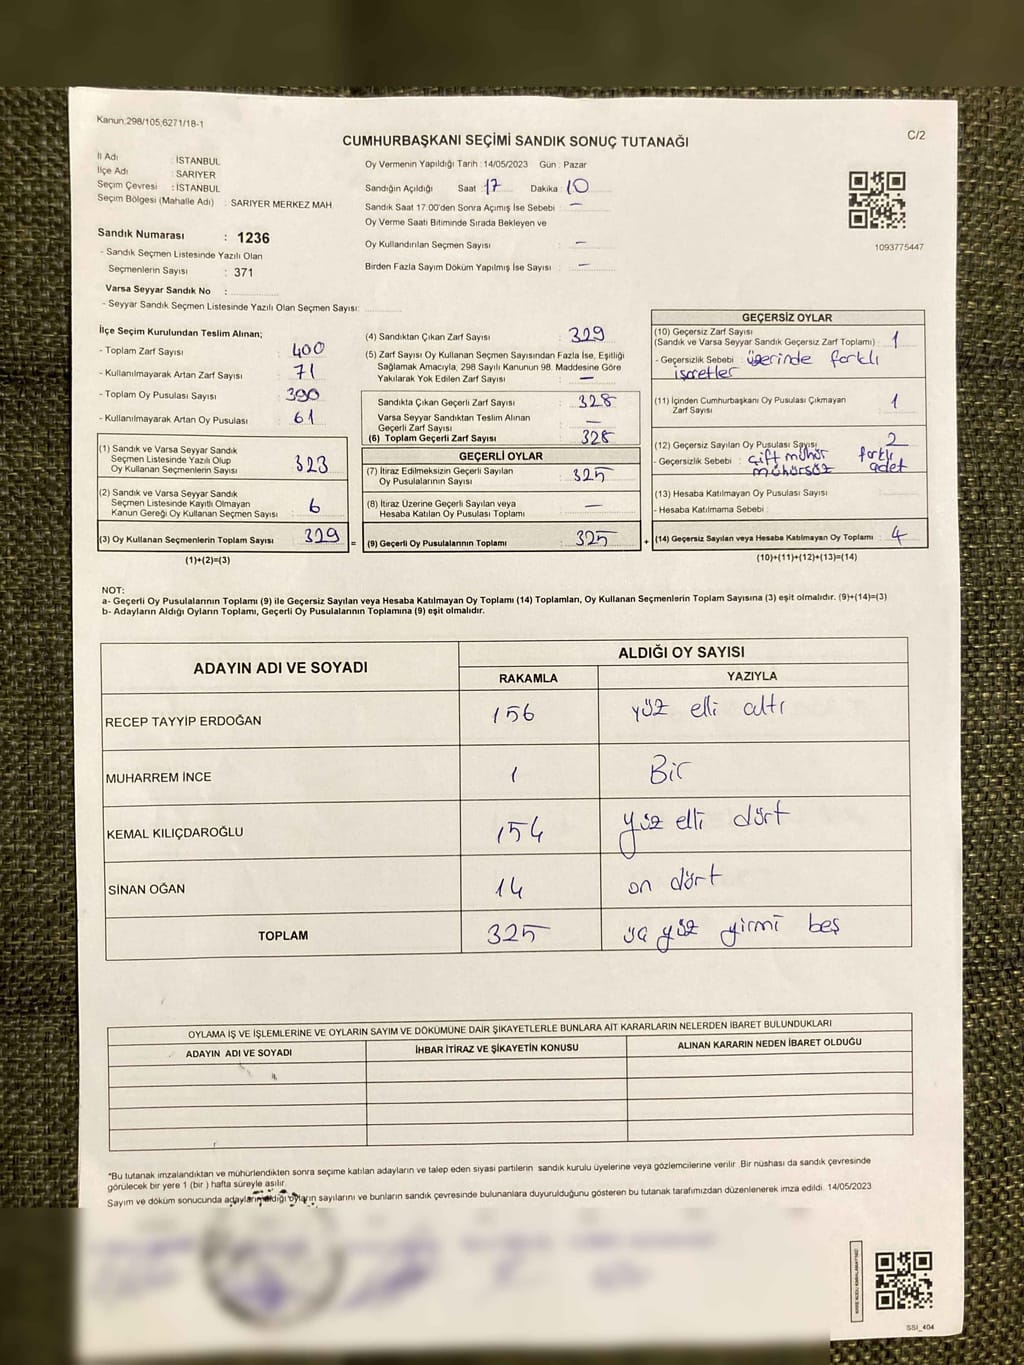 Kanun;298/105;6271/18-1
C/2
CUMHURBAŞKANI SEÇİMİ SANDIK SONUÇ TUTANAĞI
İl Adı : İSTANBUL
İlçe Adı : SARIYER
Seçim Çevresi : İSTANBUL
Seçim Bölgesi (Mahalle Adı) : SARIYER MERKEZ MAH.
Sandık Numarası : 1236
- Sandık Seçmen Listesinde Yazılı Olan
Seçmenlerin Sayısı : 371
Varsa Seyyar Sandık No :
- Seyyar Sandık Seçmen Listesinde Yazılı Olan Seçmen Sayısı:
Oy Vermenin Yapıldığı Tarih : 14/05/2023 Gün : Pazar
Sandığın Açıldığı Saat 17 Dakika 10
Sandık Saat 17.00'den Sonra Açımış İse Sebebi : —
Oy Verme Saati Bitiminde Sırada Bekleyen ve
Oy Kullandırılan Seçmen Sayısı : —
Birden Fazla Sayım Döküm Yapılmış İse Sayısı : —
1093775447
İlçe Seçim Kurulundan Teslim Alınan;
- Toplam Zarf Sayısı : 400
- Kullanılmayarak Artan Zarf Sayısı : 71
- Toplam Oy Pusulası Sayısı : 390
- Kullanılmayarak Artan Oy Pusulası : 61
(1) Sandık ve Varsa Seyyar Sandık
Seçmen Listesinde Yazılı Olup
Oy Kullanan Seçmenlerin Sayısı : 323
(2) Sandık ve Varsa Seyyar Sandık
Seçmen Listesinde Kayıtlı Olmayan
Kanun Gereği Oy Kullanan Seçmen Sayısı : 6
(3) Oy Kullanan Seçmenlerin Toplam Sayısı : 329
(1)+(2)=(3)
(4) Sandıktan Çıkan Zarf Sayısı : 329
(5) Zarf Sayısı Oy Kullanan Seçmen Sayısından Fazla İse, Eşitliği
Sağlamak Amacıyla; 298 Sayılı Kanunun 98. Maddesine Göre
Yakılarak Yok Edilen Zarf Sayısı : —
Sandıkta Çıkan Geçerli Zarf Sayısı : 328
Varsa Seyyar Sandıktan Teslim Alınan
Geçerli Zarf Sayısı : —
(6) Toplam Geçerli Zarf Sayısı : 328
GEÇERLİ OYLAR
(7) İtiraz Edilmeksizin Geçerli Sayılan
Oy Pusulalarının Sayısı : 325
(8) İtiraz Üzerine Geçerli Sayılan veya
Hesaba Katılan Oy Pusulası Toplamı : —
= (9) Geçerli Oy Pusulalarının Toplamı : 325 +
GEÇERSİZ OYLAR
(10) Geçersiz Zarf Sayısı
(Sandık ve Varsa Seyyar Sandık Geçersiz Zarf Toplamı) : 1
- Geçersizlik Sebebi : üzerinde farklı
işaretler
(11) İçinden Cumhurbaşkanı Oy Pusulası Çıkmayan
Zarf Sayısı : 1
(12) Geçersiz Sayılan Oy Pusulası Sayısı : 2
- Geçersizlik Sebebi : çift mühür farklı
mühürsüz adet
(13) Hesaba Katılmayan Oy Pusulası Sayısı :
- Hesaba Katılmama Sebebi :
(14) Geçersiz Sayılan veya Hesaba Katılmayan Oy Toplamı : 4
(10)+(11)+(12)+(13)=(14)
NOT:
a- Geçerli Oy Pusulalarının Toplamı (9) ile Geçersiz Sayılan veya Hesaba Katılmayan Oy Toplamı (14) Toplamları, Oy Kullanan Seçmenlerin Toplam Sayısına (3) eşit olmalıdır. (9)+(14)=(3)
b- Adayların Aldığı Oyların Toplamı, Geçerli Oy Pusulalarının Toplamına (9) eşit olmalıdır.
ADAYIN ADI VE SOYADI
ALDIĞI OY SAYISI
RAKAMLA YAZIYLA
RECEP TAYYİP ERDOĞAN 156 yüz elli altı
MUHARREM İNCE 1 Bir
KEMAL KILIÇDAROĞLU 154 yüz elli dört
SİNAN OĞAN 14 on dört
TOPLAM 325 üç yüz yirmi beş
OYLAMA İŞ VE İŞLEMLERİNE VE OYLARIN SAYIM VE DÖKÜMÜNE DAİR ŞİKAYETLERLE BUNLARA AİT KARARLARIN NELERDEN İBARET BULUNDUKLARI
ADAYIN ADI VE SOYADI İHBAR İTİRAZ VE ŞİKAYETİN KONUSU ALINAN KARARIN NEDEN İBARET OLDUĞU
*Bu tutanak imzalandıktan ve mühürlendikten sonra seçime katılan adayların ve talep eden siyasi partilerin sandık kurulu üyelerine veya gözlemcilerine verilir. Bir nüshası da sandık çevresinde
görülecek bir yere 1 (bir ) hafta süreyle asılır.
Sayım ve döküm sonucunda adayların aldığı oyların sayılarını ve bunların sandık çevresinde bulunanlara duyurulduğunu gösteren bu tutanak tarafımızdan düzenlenerek imza edildi. 14/05/2023
SSI_404